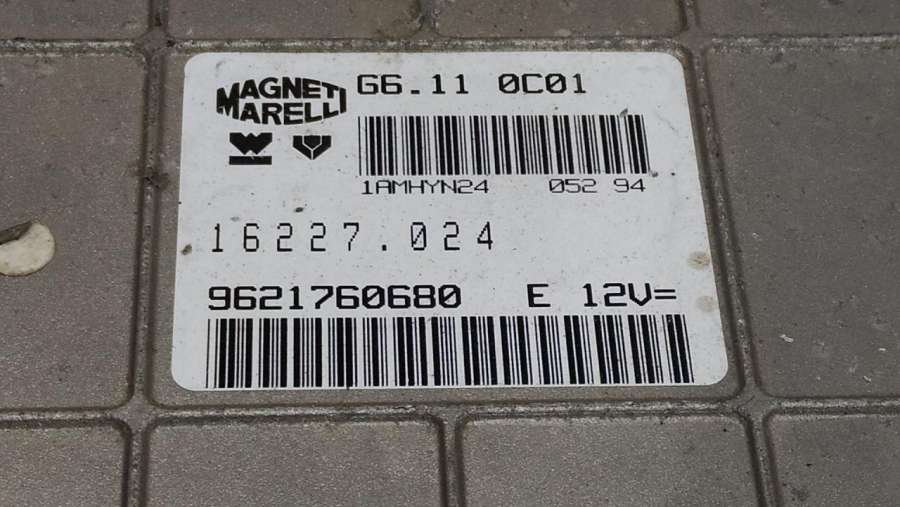 MAGNETI
MARELLI
G6.11 0C01
1AMHYN24 052 94
16227.024
9621760680 E 12V=